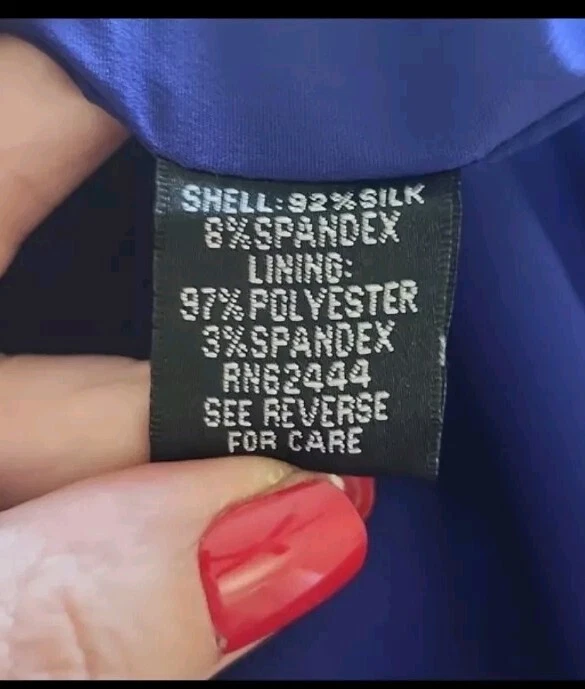 SHELL:92%SILK
8%SPANDEX
LINING:
97%POLYESTER
3%SPANDEX
RN62444
SEE REVERSE
FOR CARE